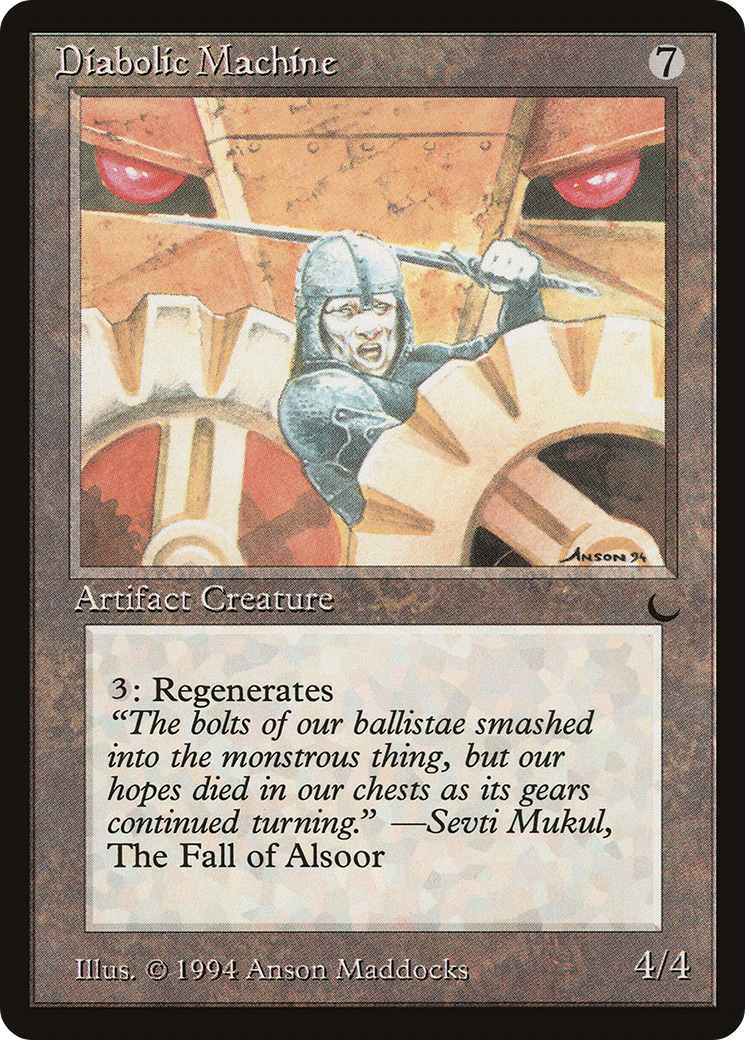 Diabolic Machine
7
ANSON 94
Artifact Creature
3: Regenerates
“The bolts of our ballistae smashed
into the monstrous thing, but our
hopes died in our chests as its gears
continued turning.” —Sevti Mukul,
The Fall of Alsoor
Illus. © 1994 Anson Maddocks
4/4